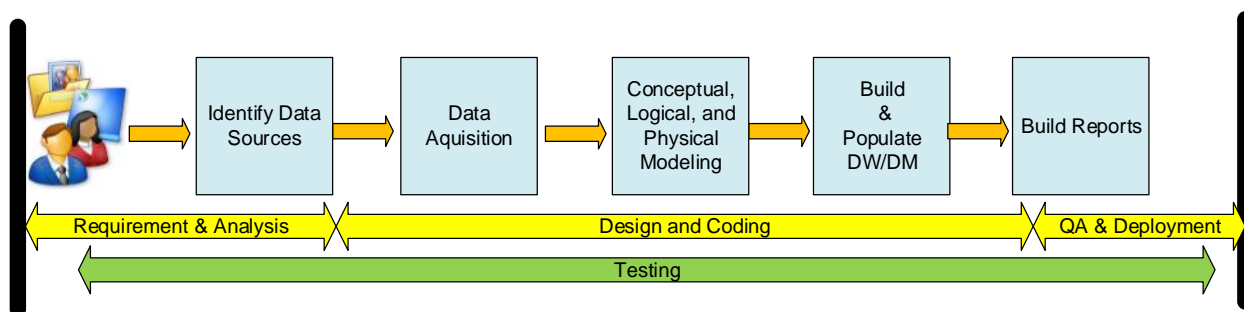 Identify Data
Sources
Data
Aquisition
Conceptual,
Logical, and
Physical
Modeling
Build
&
Populate
DW/DM
Build Reports
Requirement & Analysis
Design and Coding
QA & Deployment
Testing